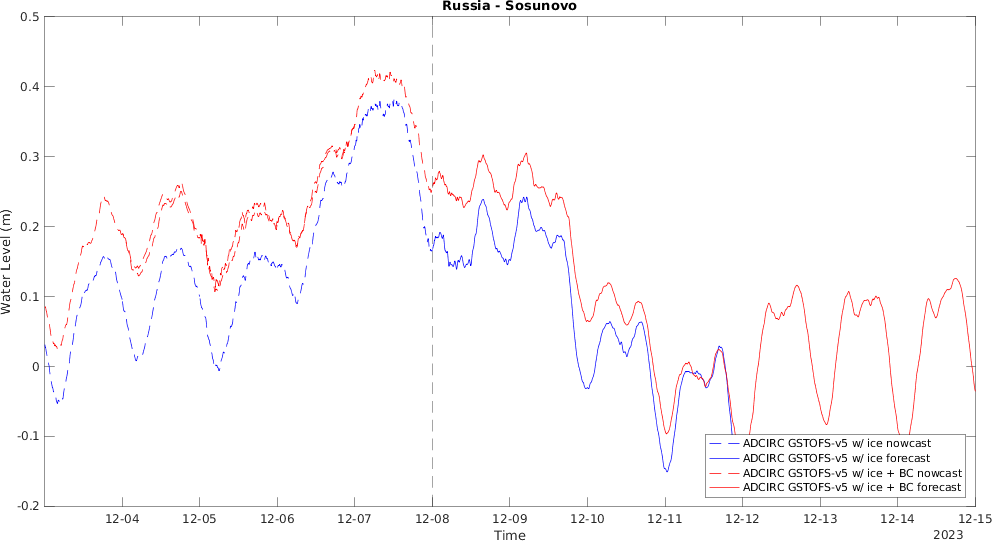 Russia - Sosunovo
0.5
0.4
0.3
0.2
0.1
0
-0.1
-0.2
Water Level (m)
ADCIRC GSTOFS-v5 w/ ice nowcast
ADCIRC GSTOFS-v5 w/ ice forecast
ADCIRC GSTOFS-v5 w/ ice + BC nowcast
ADCIRC GSTOFS-v5 w/ ice + BC forecast
12-04 12-05 12-06 12-07 12-08 12-09 12-10 12-11 12-12 12-13 12-14 12-15
Time
2023